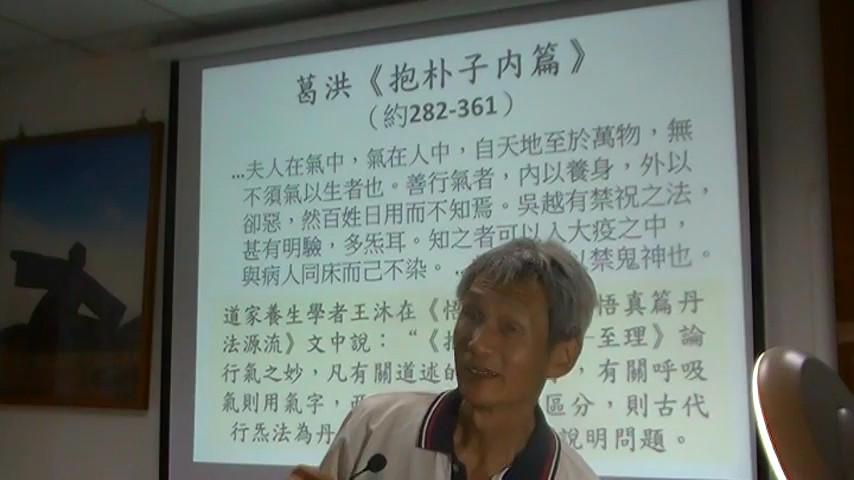 葛洪《抱朴子内篇》
（約282-361）
…夫人在氣中，氣在人中，自天地至於萬物，無
不須氣以生者也。善行氣者，內以養身，外以
卻惡，然百姓日用而不知焉。吳越有禁祝之法，
甚有明驗，多炁耳。知之者可以入大疫之中，
與病人同床而己不染。… 以禁鬼神也。
道家養生學者王沐在《悟 悟真篇丹
法源流》文中說：“《抱 至理》論
行氣之妙，凡有關道述的 ，有關呼吸
氣則用氣字， 區分，則古代
行炁法為丹 說明問題。